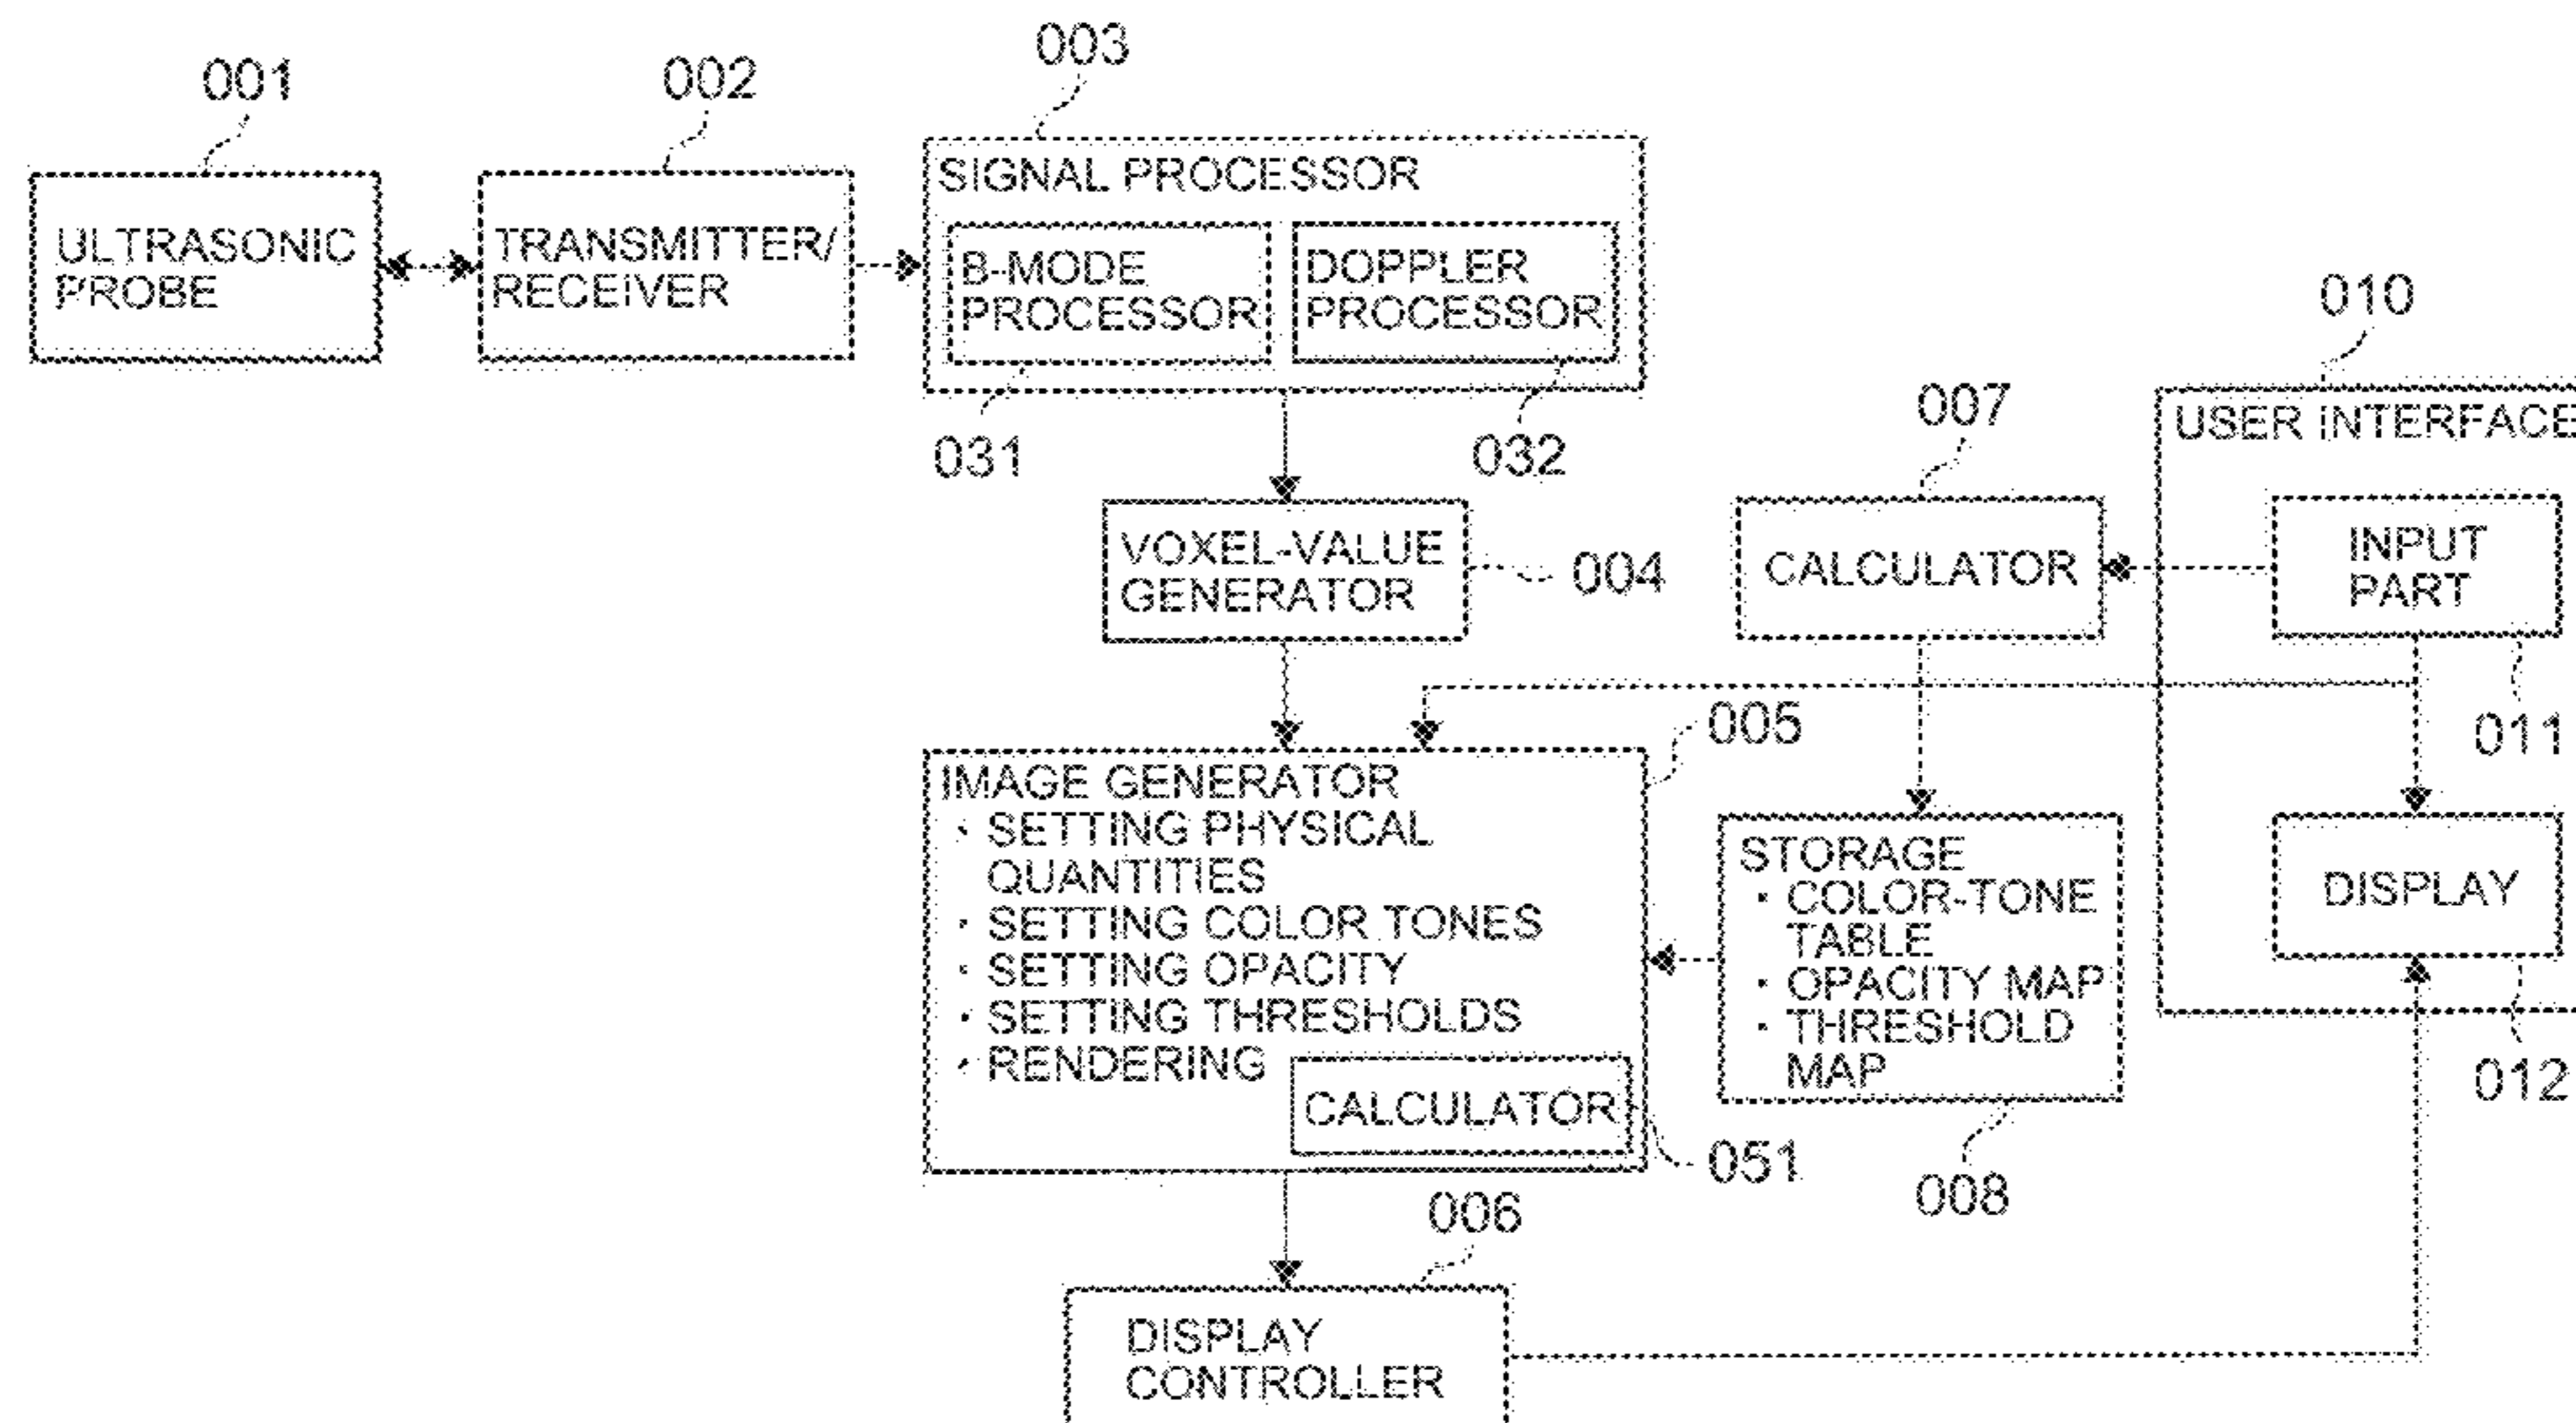 003
001
002
SIGNAL PROCESSOR
ULTRASONIC
PROBE
TRANSMITTER/
RECEIVER
B-MODE
PROCESSOR
DOPPLER
PROCESSOR
031
032
010
USER INTERFACE
007
VOXEL-VALUE
GENERATOR
004
CALCULATOR
INPUT
PART
011
005
IMAGE GENERATOR
· SETTING PHYSICAL
QUANTITIES
· SETTING COLOR TONES
· SETTING OPACITY
· SETTING THRESHOLDS
· RENDERING
CALCULATOR
051
STORAGE
· COLOR-TONE
TABLE
· OPACITY MAP
· THRESHOLD
MAP
008
DISPLAY
012
006
DISPLAY
CONTROLLER